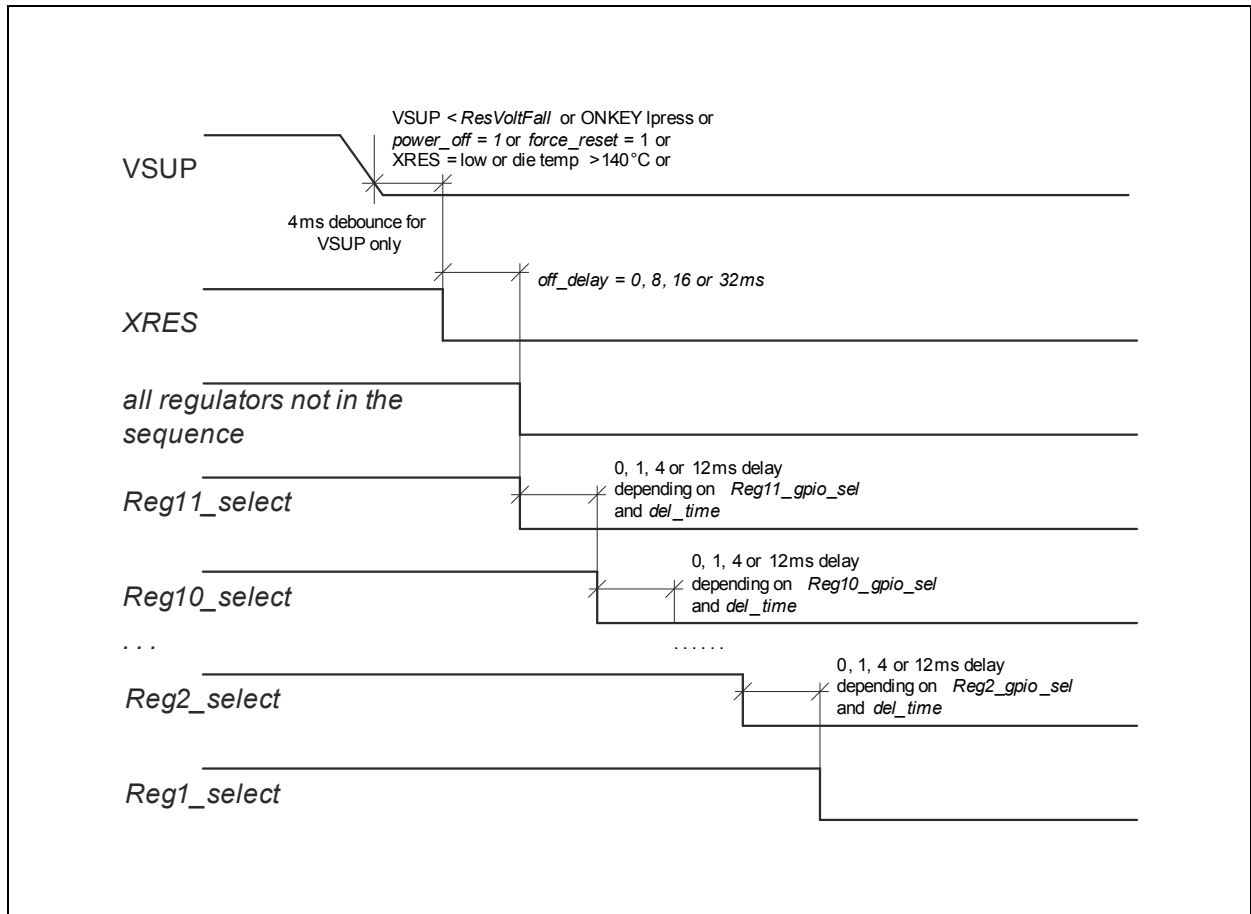 VSUP < ResVoltFall or ONKEY lpress or
power_off = 1 or force_reset = 1 or
XRES = low or die temp >140°C or
VSUP
4ms debounce for
VSUP only
off_delay = 0, 8, 16 or 32ms
XRES
all regulators not in the
sequence
0, 1, 4 or 12ms delay
depending on Reg11_gpio_sel
and del_time
Reg11_select
0, 1, 4 or 12ms delay
depending on Reg10_gpio_sel
and del_time
Reg10_select
. . .
. . . . . .
0, 1, 4 or 12ms delay
depending on Reg2_gpio_sel
and del_time
Reg2_select
Reg1_select